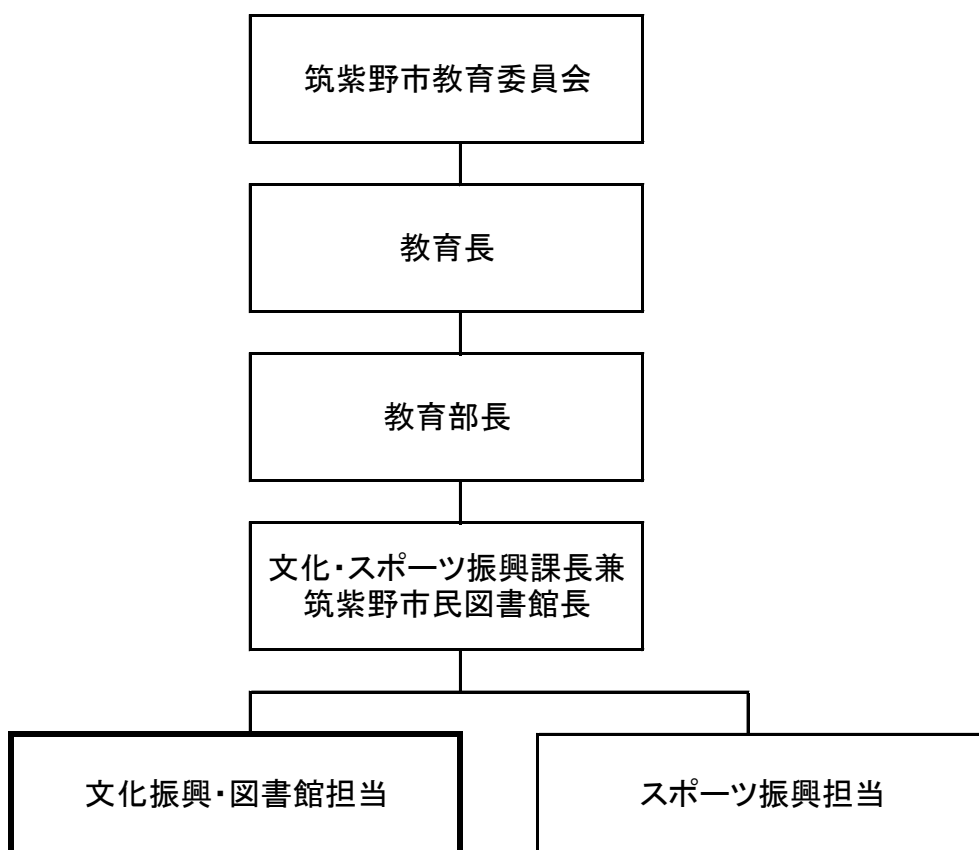 筑紫野市教育委員会
教育長
教育部長
文化・スポーツ振興課長兼
筑紫野市民図書館長
文化振興・図書館担当
スポーツ振興担当